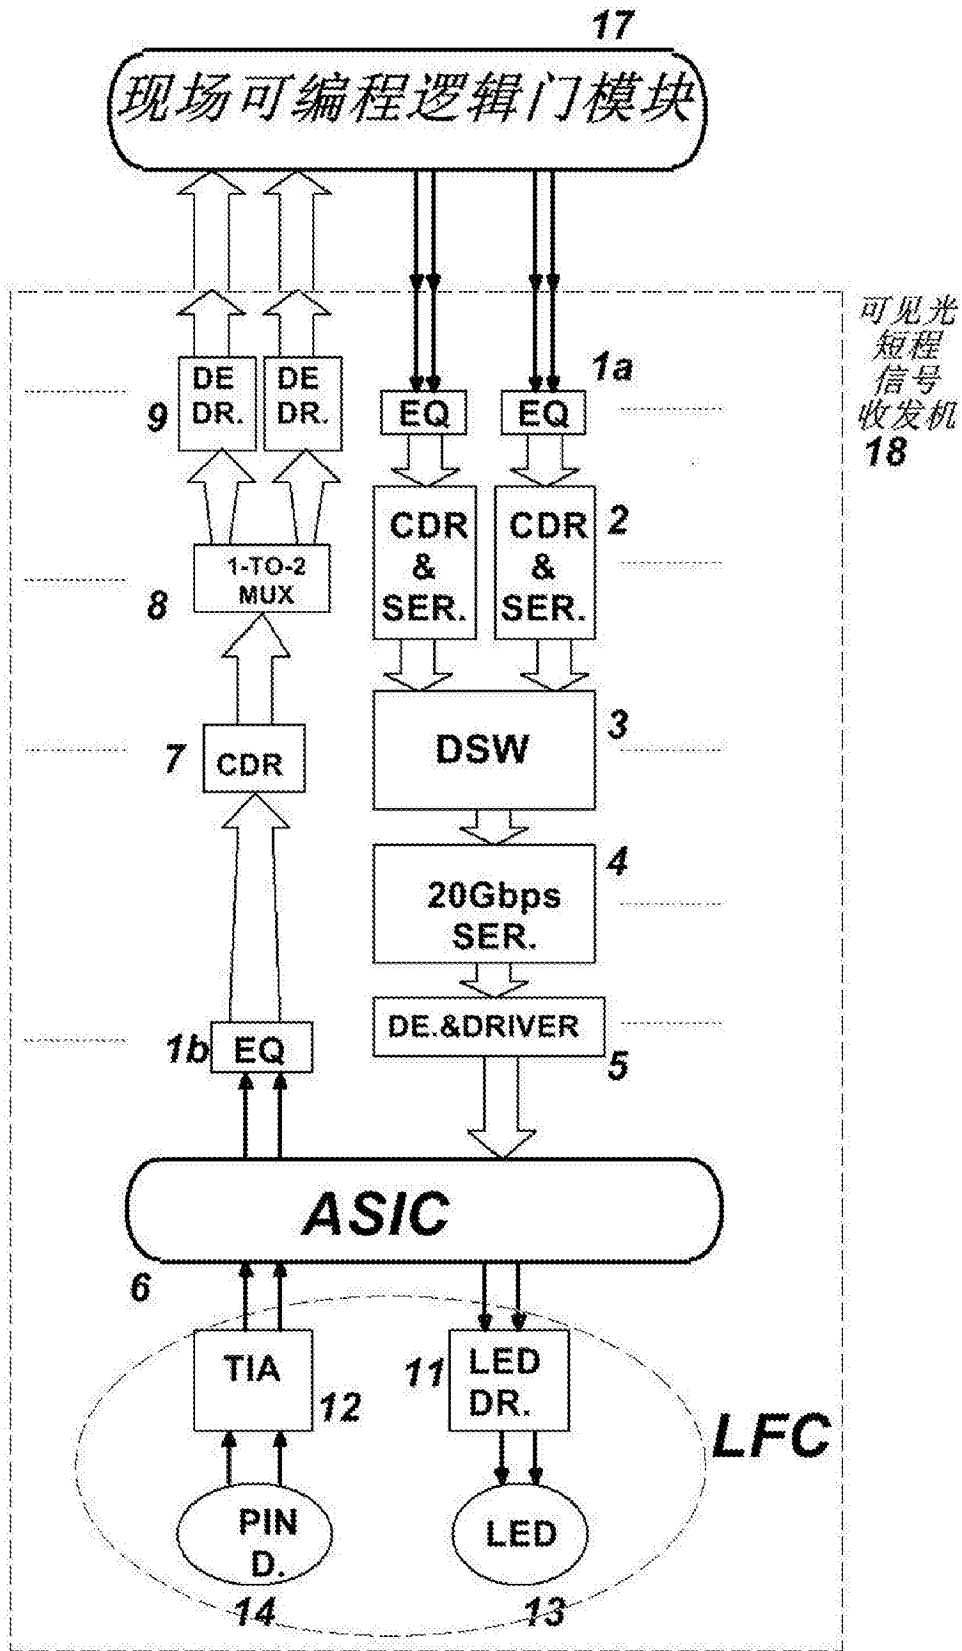 17
现场可编程逻辑门模块
可见光
短程
信号
收发机
18
1a
9
DE
DR.
DE
DR.
EQ
EQ
CDR
&
SER.
CDR
&
SER.
2
1-TO-2
MUX
8
DSW
3
7
CDR
4
20Gbps
SER.
DE.&DRIVER
5
1b
EQ
ASIC
6
TIA
12
11
LED
DR.
LFC
PIN
D.
14
LED
13